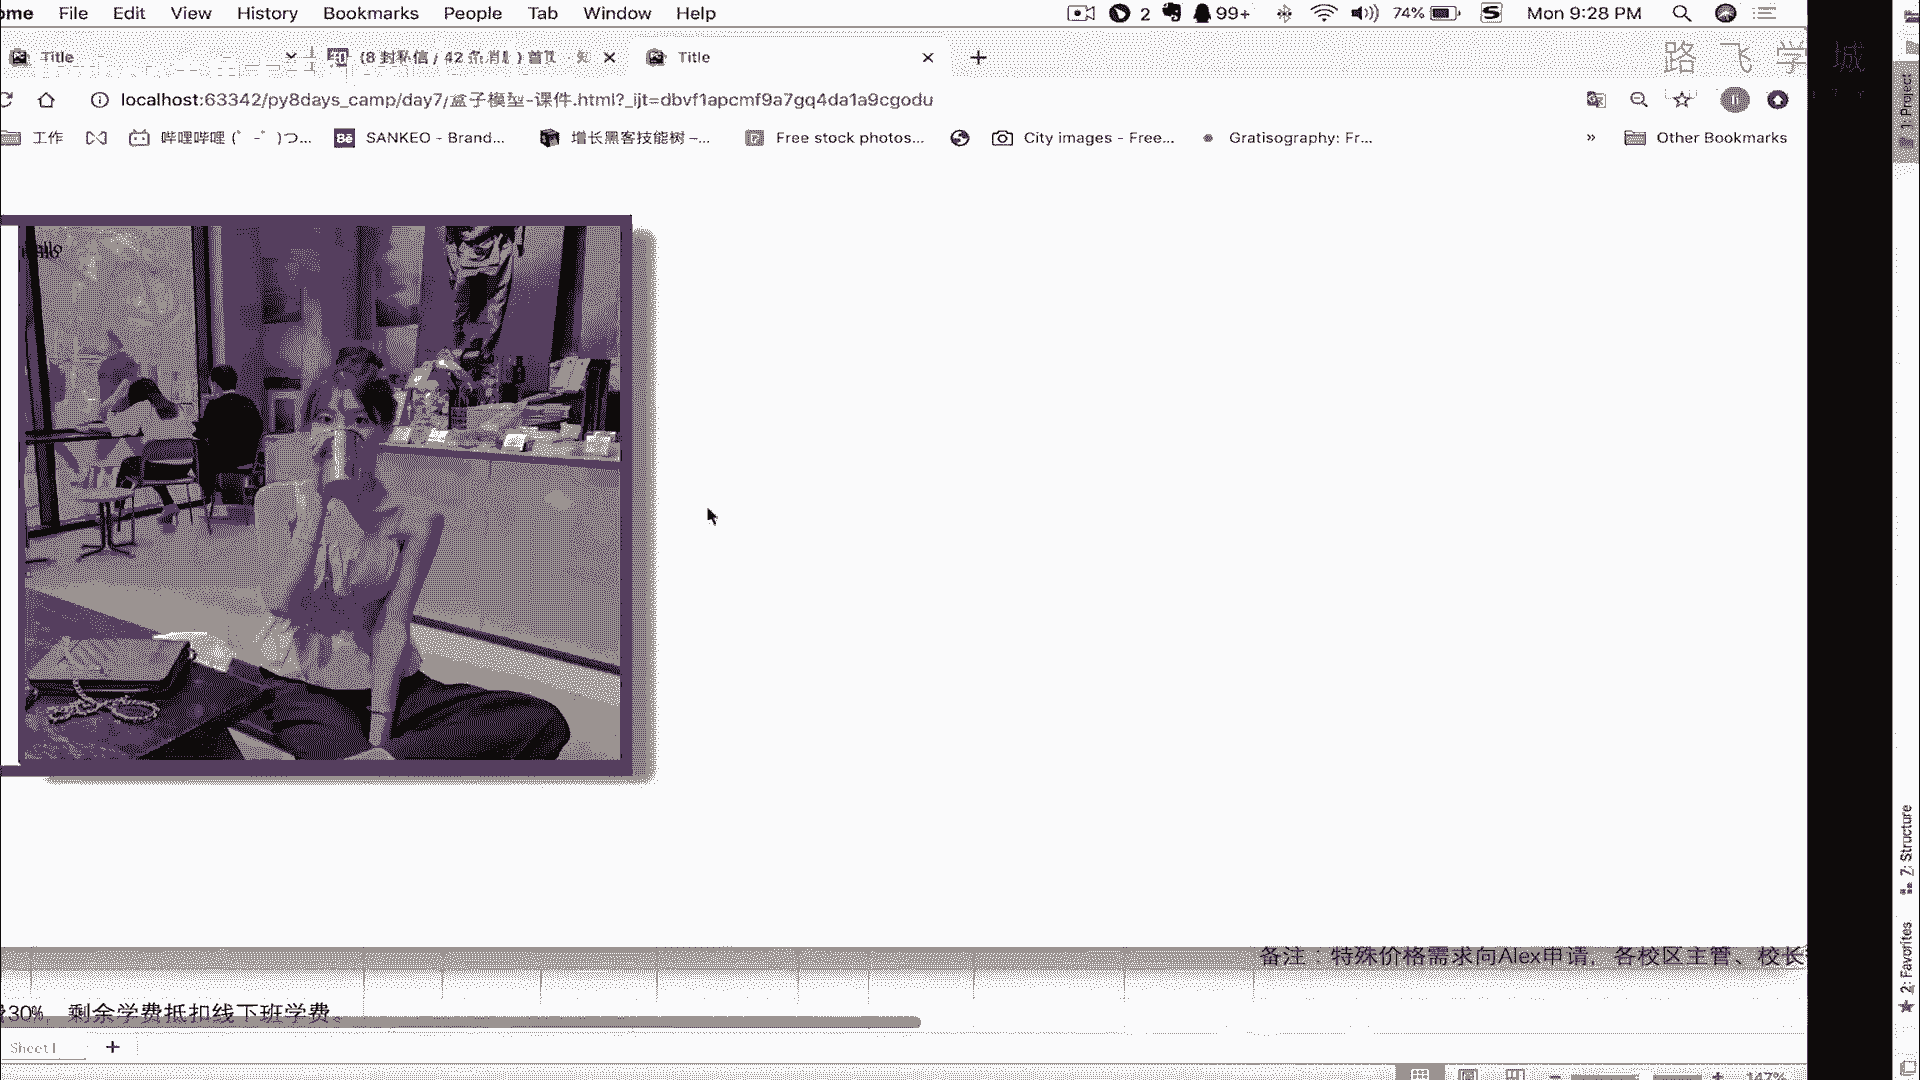 ome File Edit View History Bookmarks People Tab Window Help 2 99+ 74% S Mon 9:28 PM
Title (8 封私信 / 42 条消息) 首页 - 知 Title
路飞学城
localhost:63342/py8days_camp/day7/盒子模型-课件.html?_ijt=dbvf1apcmf9a7gq4da1a9cgodu
工作 哔哩哔哩 (゜-゜)つ... Bē SANKEO - Brand... 增长黑客技能树 –... Free stock photos... City images - Free... Gratisography: Fr... » Other Bookmarks
1: Project
7: Structure
2: Favorites
备注：特殊价格需求向Alex申请，各校区主管、校长
30%，剩余学费抵扣线下班学费。
Sheet1
147%